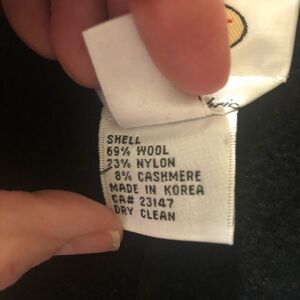 SHELL
69% WOOL
23% NYLON
8% CASHMERE
MADE IN KOREA
CA# 23147
DRY CLEAN